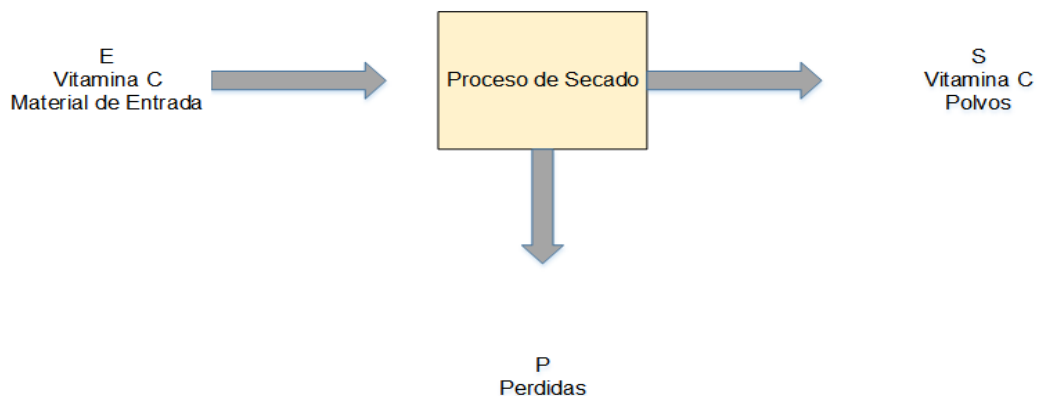 E
Vitamina C
Material de Entrada
Proceso de Secado
S
Vitamina C
Polvos
P
Perdidas